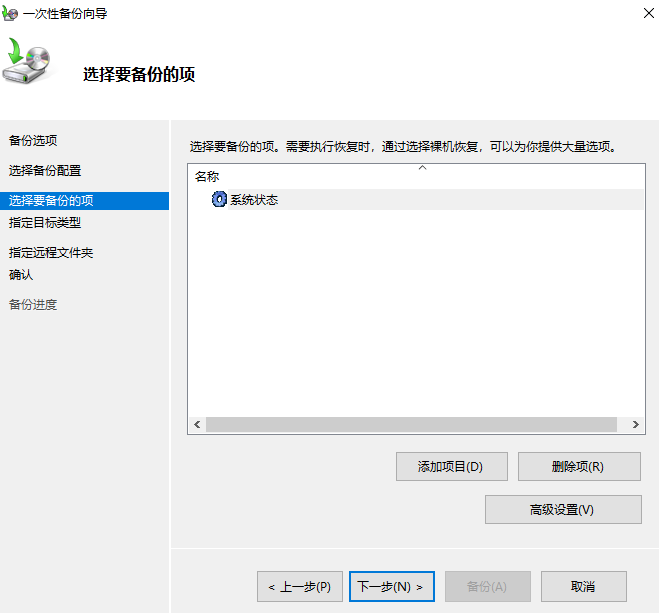 一次性备份向导
选择要备份的项
备份选项
选择备份配置
选择要备份的项
指定目标类型
指定远程文件夹
确认
备份进度
选择要备份的项。需要执行恢复时，通过选择裸机恢复，可以为你提供大量选项。
名称
系统状态
添加项目(D)
删除项(R)
高级设置(V)
< 上一步(P)
下一步(N) >
备份(A)
取消